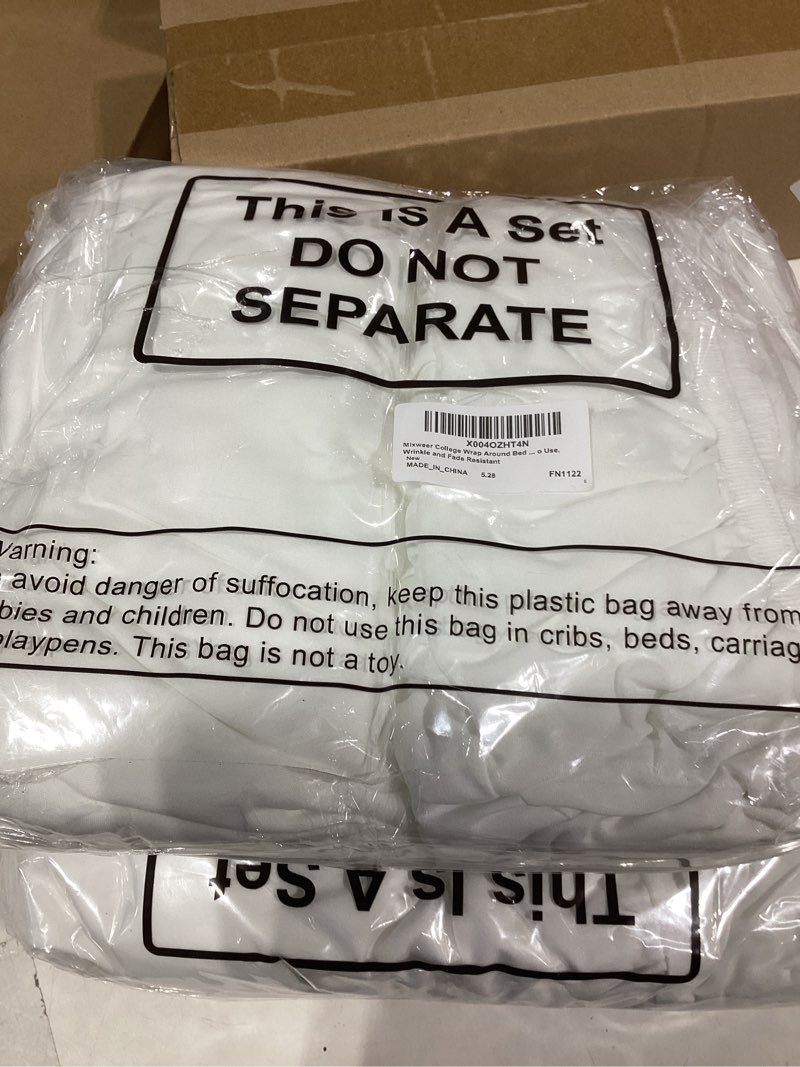 This IS A Set
DO NOT
SEPARATE
X004OZHT4N
Mixweer College Wrap Around Bed ... o Use,
Wrinkle and Fade Resistant
New
MADE_IN_CHINA 5.28 FN1122
6
Warning:
avoid danger of suffocation, keep this plastic bag away from
bies and children. Do not use this bag in cribs, beds, carriag
playpens. This bag is not a toy.
This Is A Set